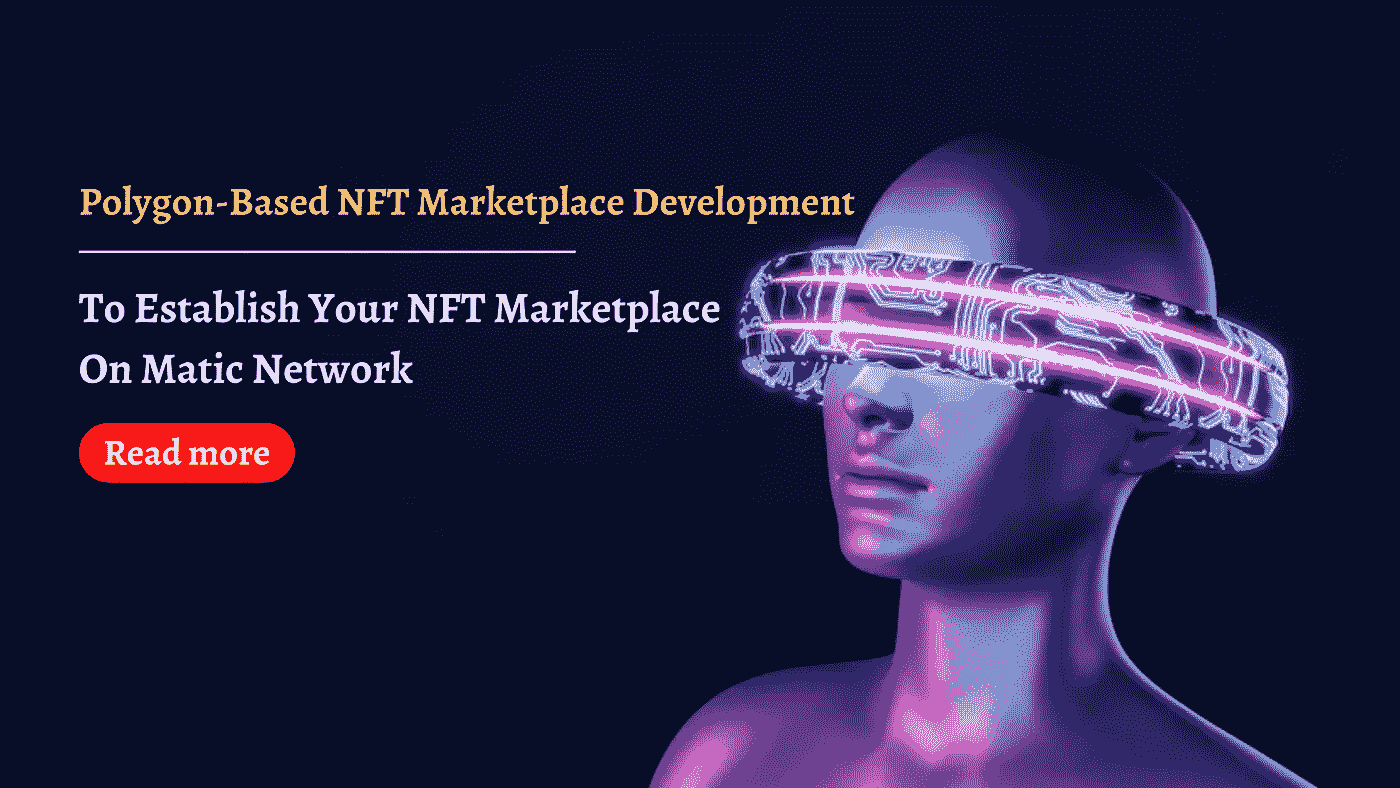 Polygon-Based NFT Marketplace Development
To Establish Your NFT Marketplace
On Matic Network
Read more